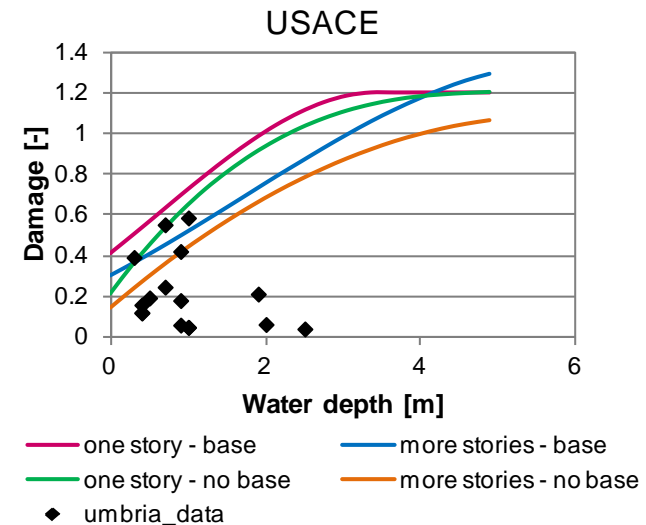 USACE
1.4
1.2
1
0.8
0.6
0.4
0.2
0
Damage [-]
0 2 4 6
Water depth [m]
one story - base more stories - base
one story - no base more stories - no base
umbria_data